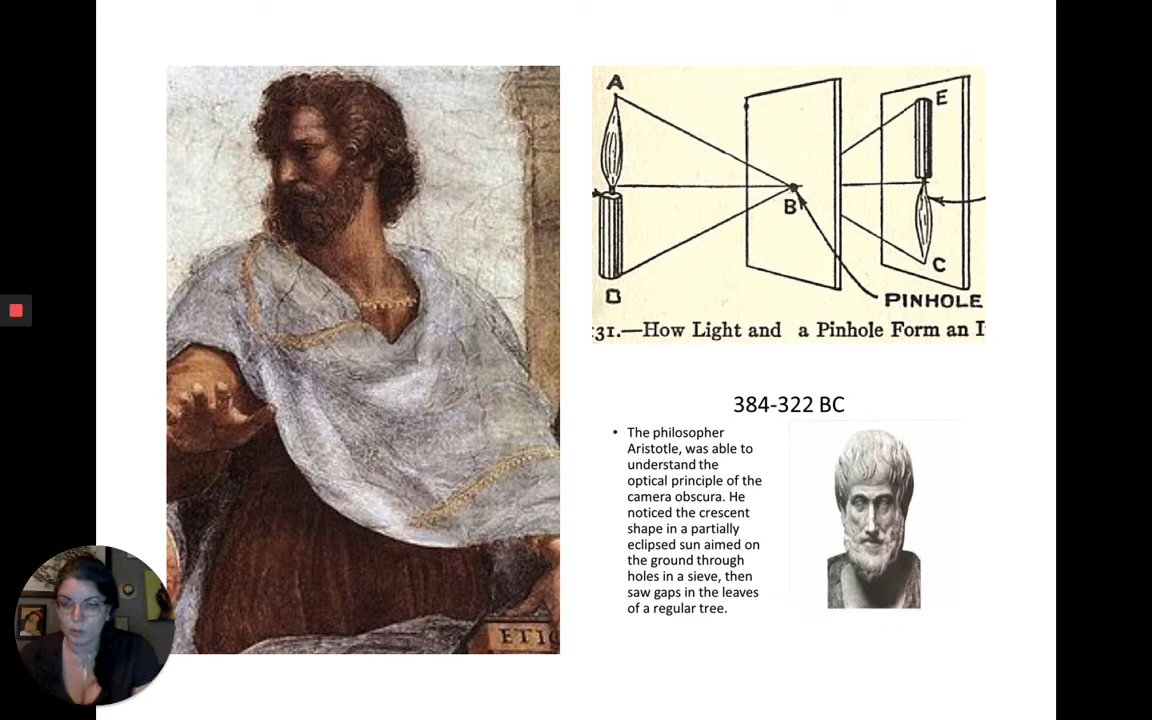 A
E
B
B
C
PINHOLE
31.—How Light and a Pinhole Form an I
384-322 BC
• The philosopher
Aristotle, was able to
understand the
optical principle of the
camera obscura. He
noticed the crescent
shape in a partially
eclipsed sun aimed on
the ground through
holes in a sieve, then
saw gaps in the leaves
of a regular tree.
ETIC